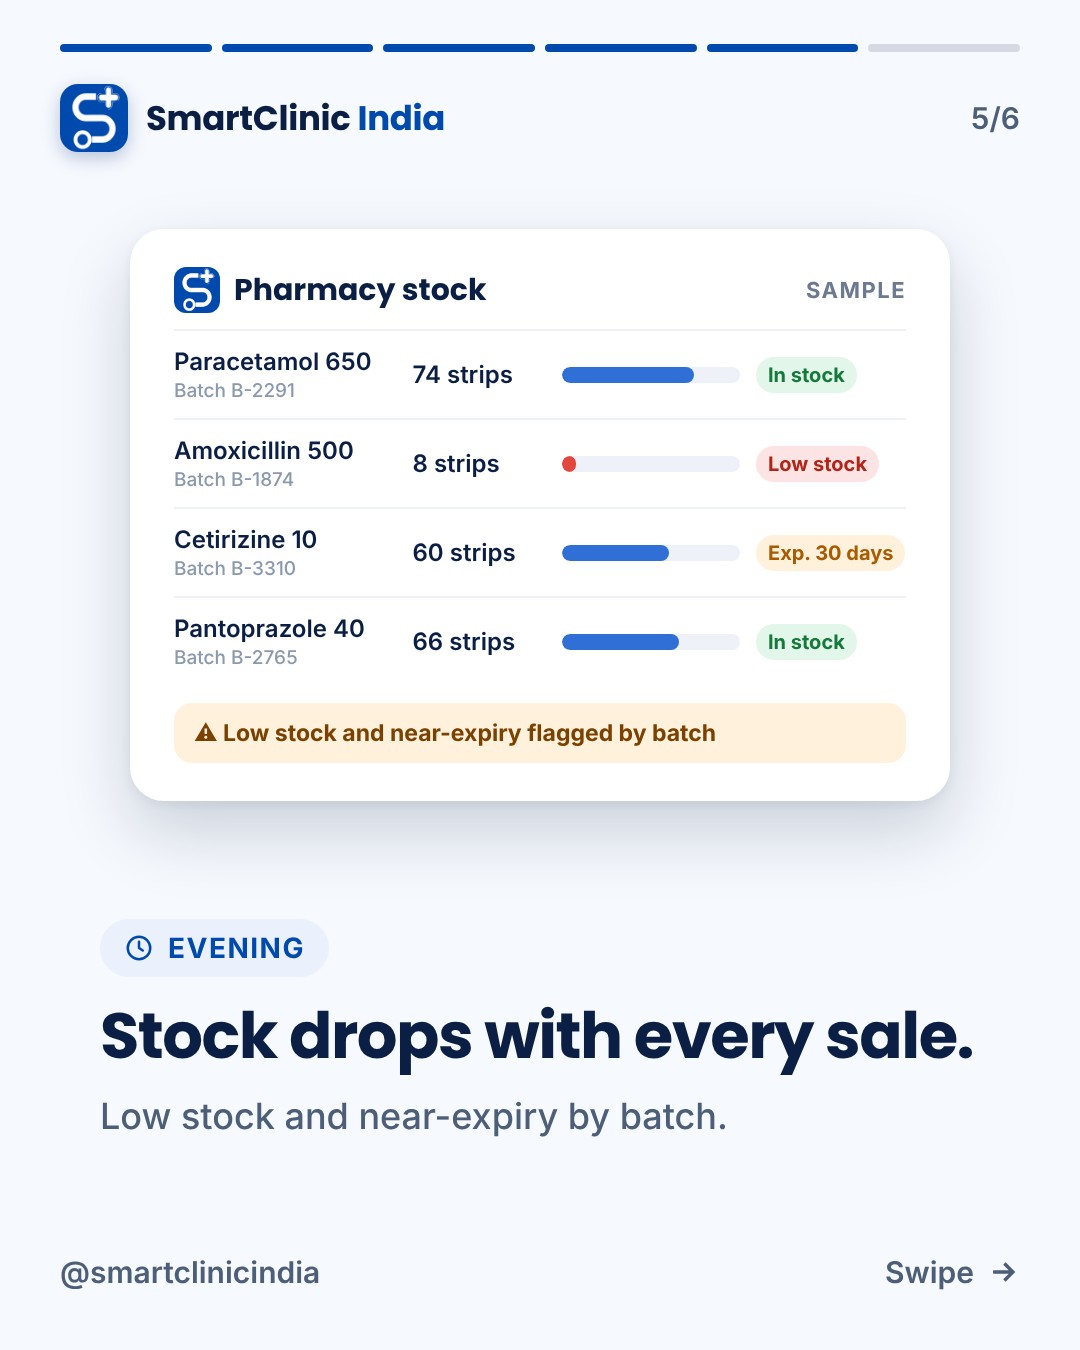 SmartClinic India
5/6
Pharmacy stock
SAMPLE
Paracetamol 650
Batch B-2291
74 strips
In stock
Amoxicillin 500
Batch B-1874
8 strips
Low stock
Cetirizine 10
Batch B-3310
60 strips
Exp. 30 days
Pantoprazole 40
Batch B-2765
66 strips
In stock
⚠ Low stock and near-expiry flagged by batch
EVENING
Stock drops with every sale.
Low stock and near-expiry by batch.
@smartclinicindia
Swipe →